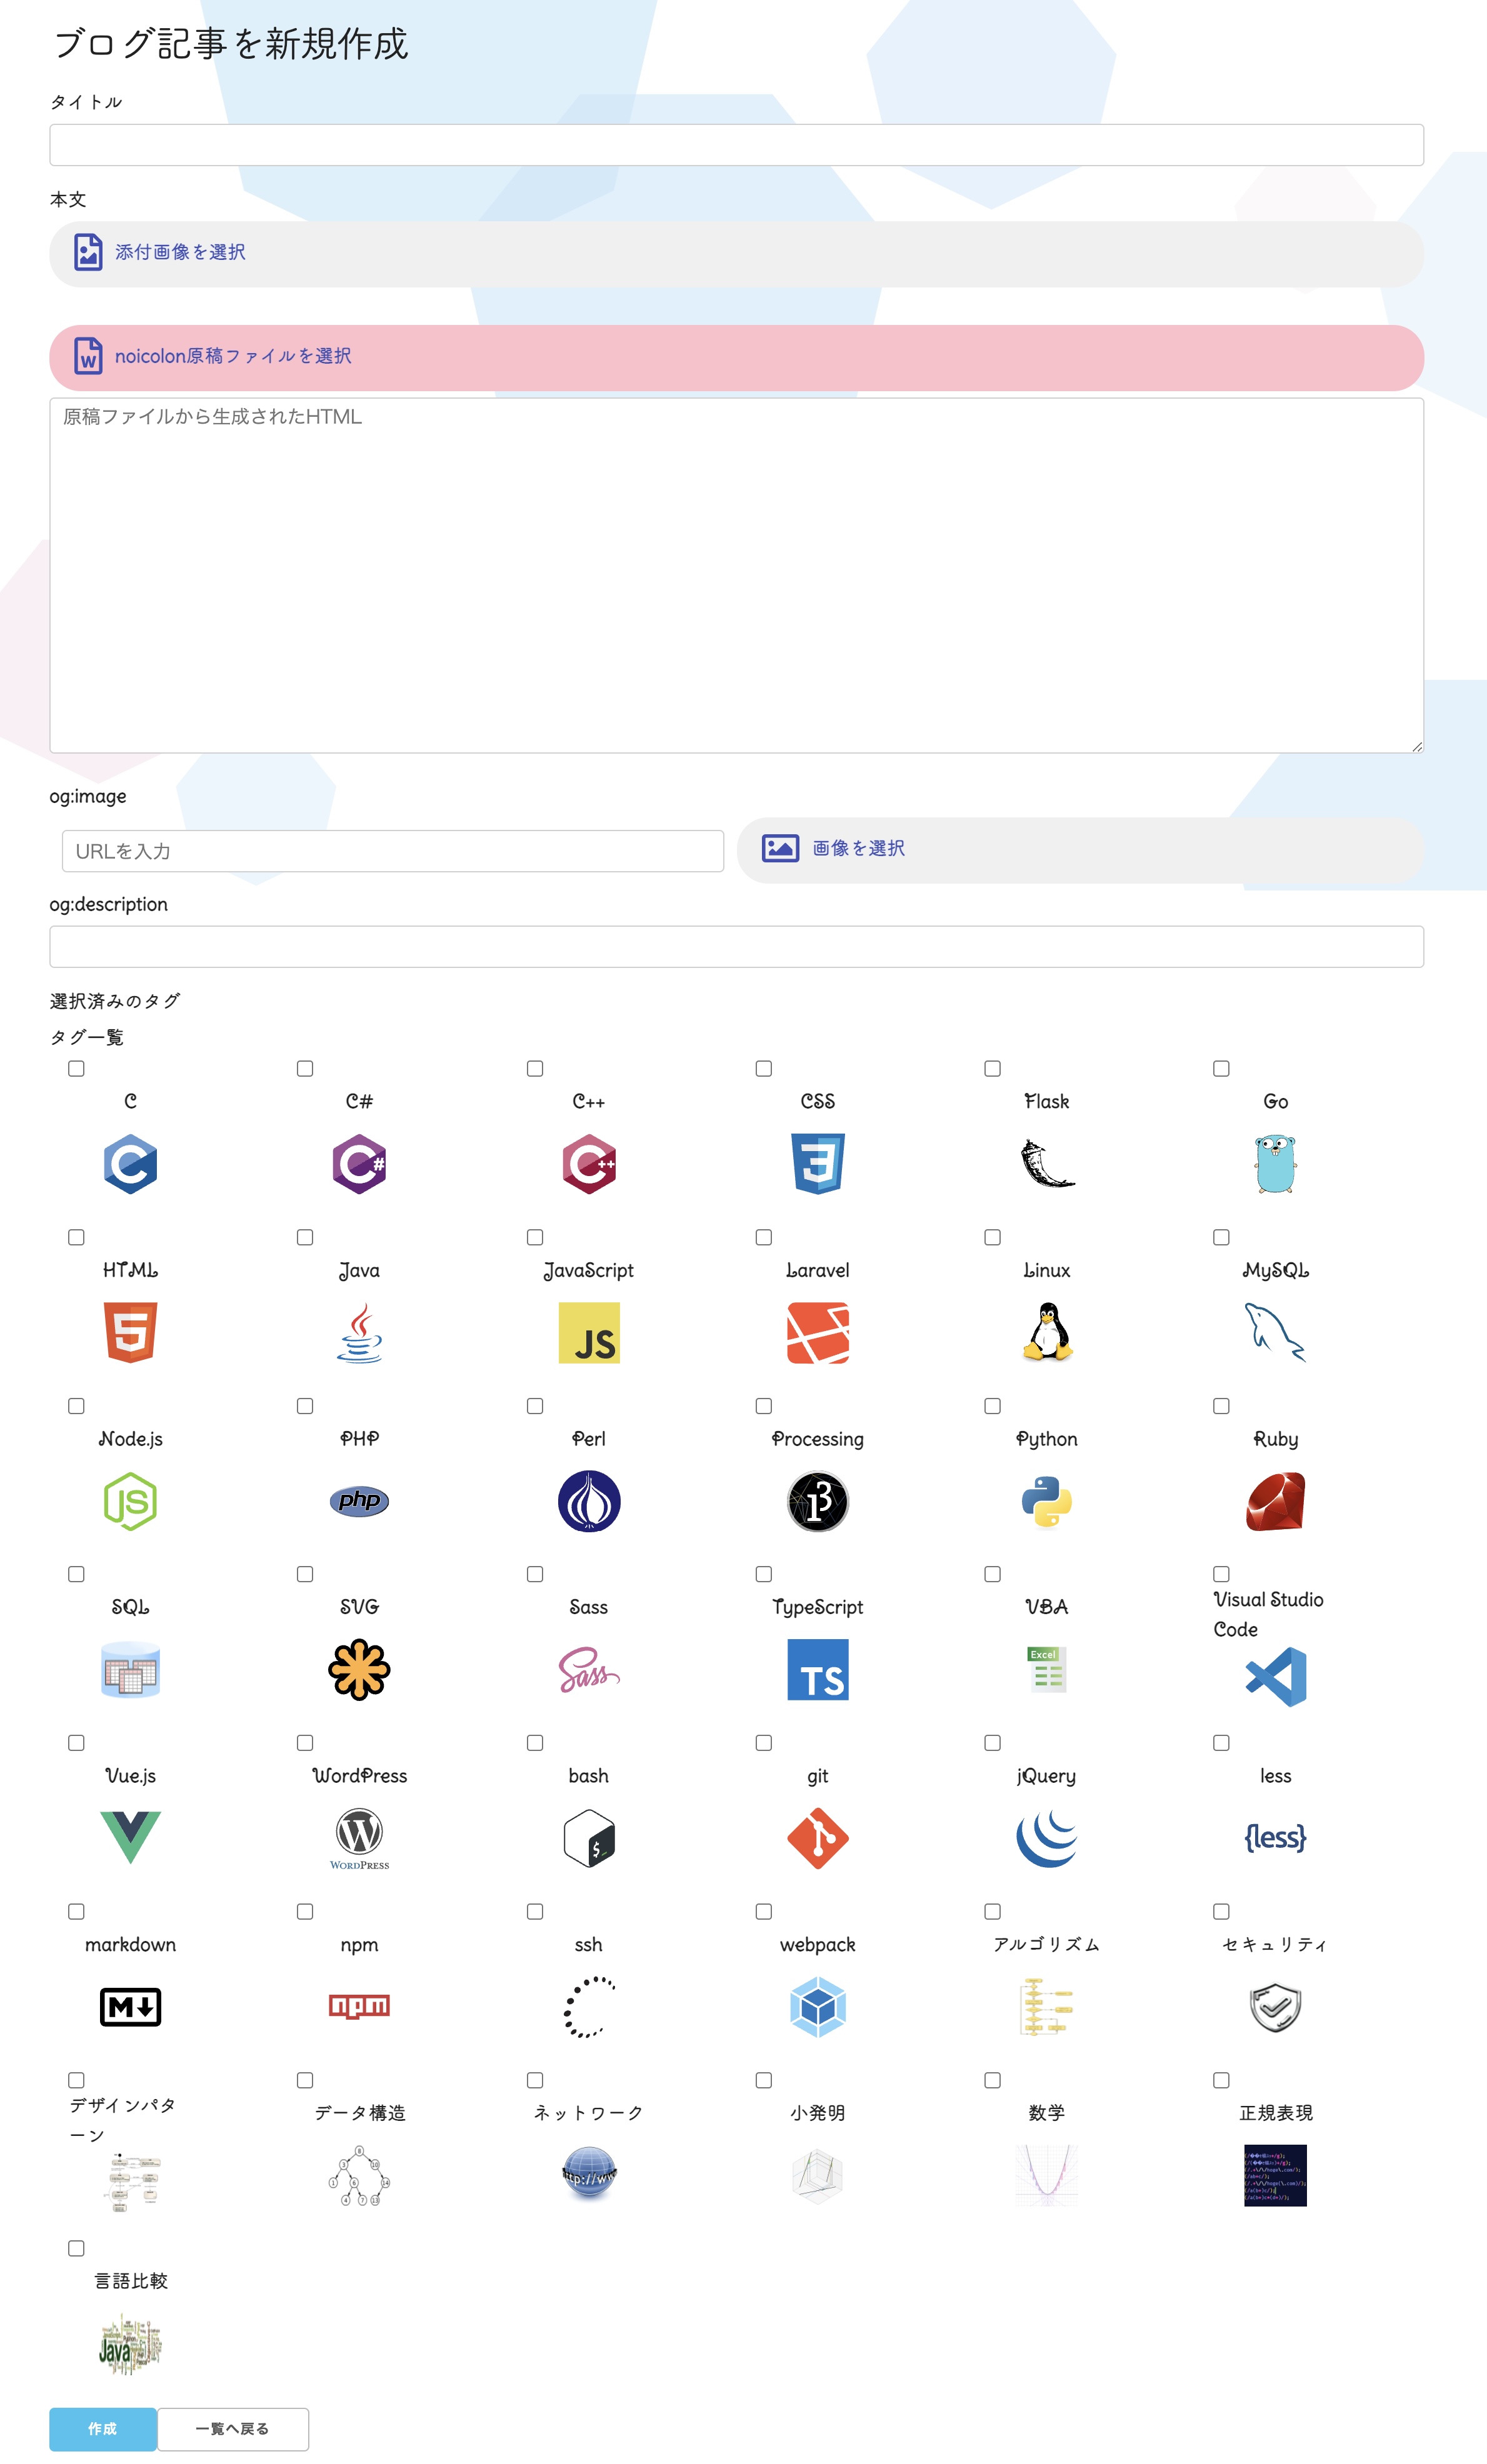 ブログ記事を新規作成
タイトル
本文
添付画像を選択
noicolon原稿ファイルを選択
原稿ファイルから生成されたHTML
og:image
URLを入力
画像を選択
og:description
選択済みのタグ
タグ一覧
C
C#
C++
CSS
Flask
Go
HTML
Java
JavaScript
Laravel
Linux
MySQL
JS
Node.js
PHP
Perl
Processing
Python
Ruby
JS
php
SQL
SVG
Sass
TypeScript
VBA
Visual Studio
Code
Sass
TS
Excel
Vue.js
WordPress
bash
git
jQuery
less
WORDPRESS
{less}
markdown
npm
ssh
webpack
アルゴリズム
セキュリティ
npm
デザインパタ
ーン
データ構造
ネットワーク
小発明
数学
正規表現
言語比較
Java
作成
一覧へ戻る